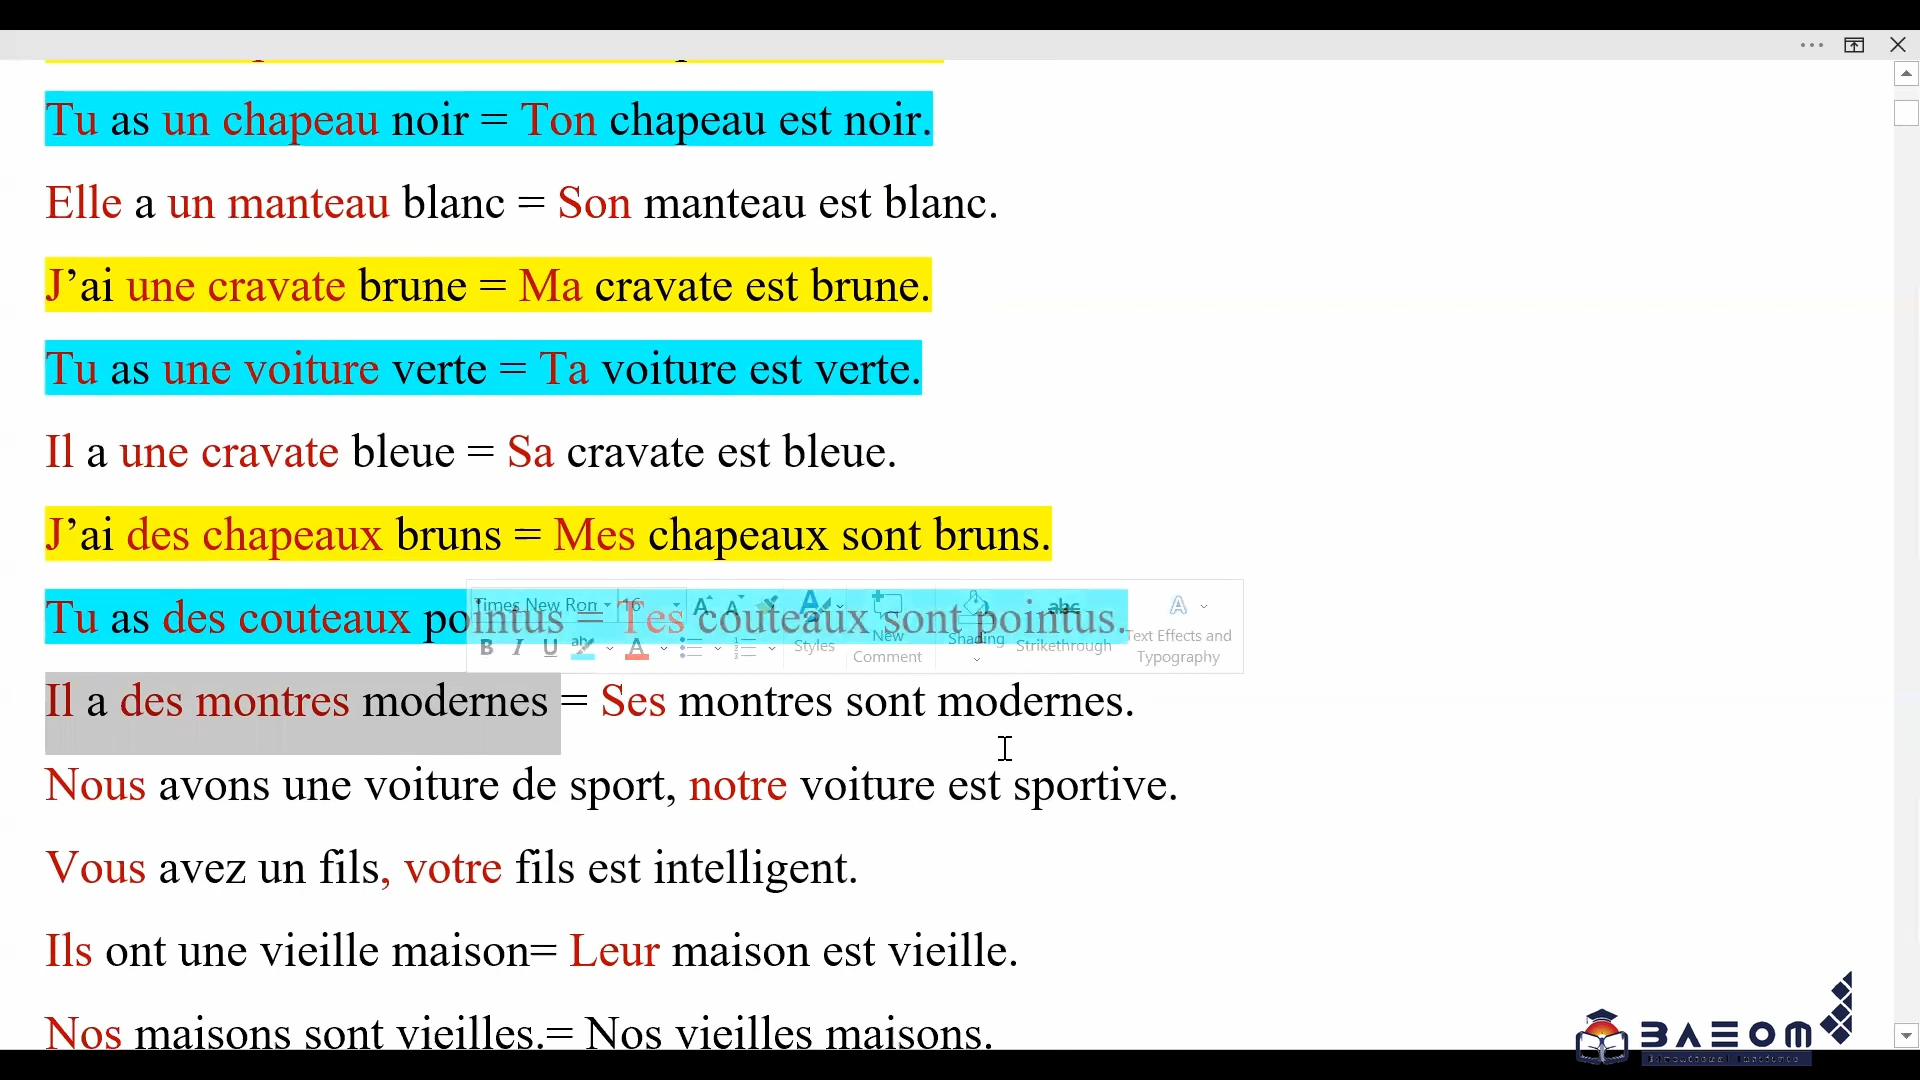 Tu as un chapeau noir = Ton chapeau est noir.
Elle a un manteau blanc = Son manteau est blanc.
J’ai une cravate brune = Ma cravate est brune.
Tu as une voiture verte = Ta voiture est verte.
Il a une cravate bleue = Sa cravate est bleue.
J’ai des chapeaux bruns = Mes chapeaux sont bruns.
Tu as des couteaux pointus = Tes couteaux sont pointus.
Times New Ron 16 A A A New Comment Shading abc Strikethrough A Text Effects and Typography
B I U ab A Styles
Il a des montres modernes = Ses montres sont modernes.
Nous avons une voiture de sport, notre voiture est sportive.
Vous avez un fils, votre fils est intelligent.
Ils ont une vieille maison= Leur maison est vieille.
Nos maisons sont vieilles.= Nos vieilles maisons.
Educational Institute